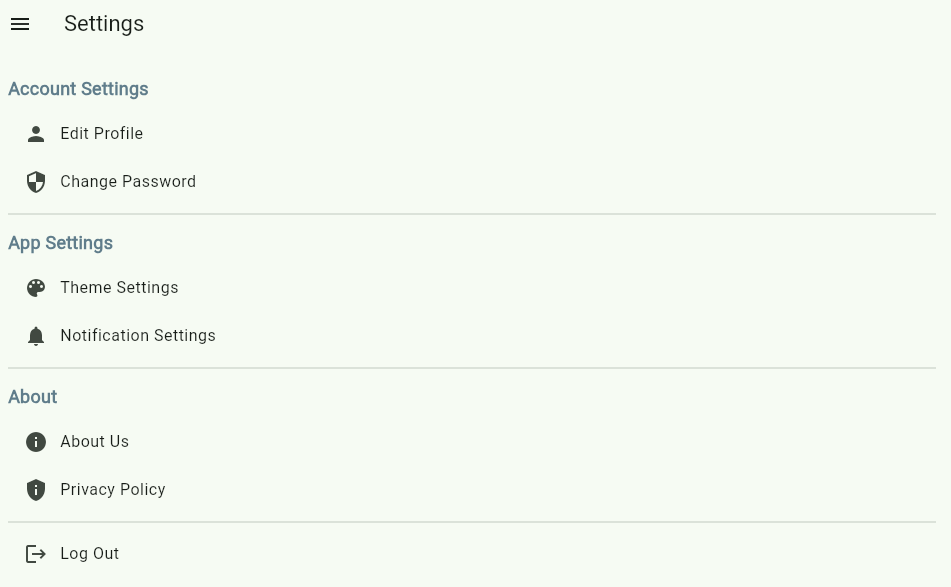 Settings
Account Settings
Edit Profile
Change Password
App Settings
Theme Settings
Notification Settings
About
About Us
Privacy Policy
Log Out